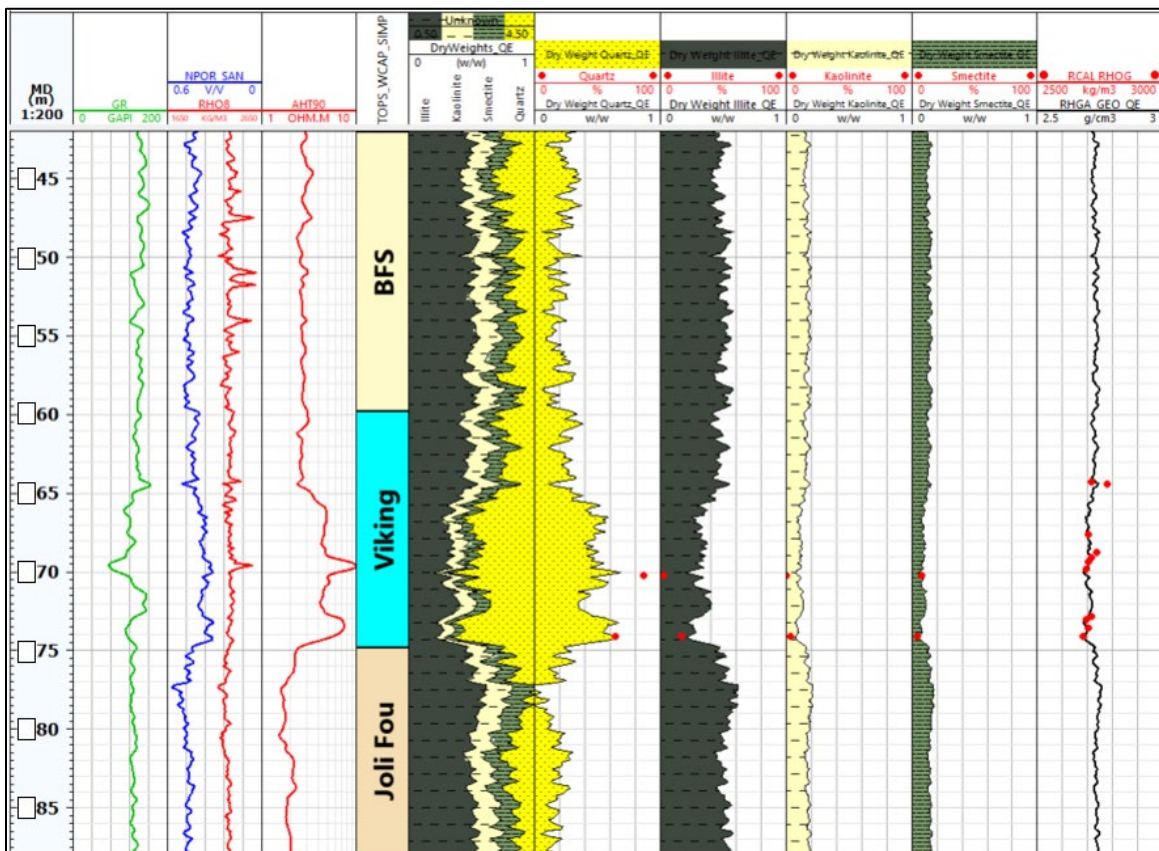 MD
(m)
1:200
GR
0 GAPI 200
NPOR SAN
0.6 V/V 0
RHO8
1650 KG/M3 2650
AHT90
1 OHM.M 10
TOPS_WCAP_SIMP
Unknown
0.50 4.50
DryWeights_QE
0 (w/w) 1
Illite
Kaolinite
Smectite
Quartz
Dry Weight Quartz_QE
Quartz
0 % 100
Dry Weight Quartz_QE
0 w/w 1
Dry Weight Illite_QE
Illite
0 % 100
Dry Weight Illite QE
0 w/w 1
Dry Weight Kaolinite_QE
Kaolinite
0 % 100
Dry Weight Kaolinite_QE
0 w/w 1
Dry Weight Smectite_QE
Smectite
0 % 100
Dry Weight Smectite_QE
0 w/w 1
RCAL RHOG
2500 kg/m3 3000
RHGA_GEO_QE
2.5 g/cm3 3
45
50
55
60
65
70
75
80
85
BFS
Viking
Joli Fou